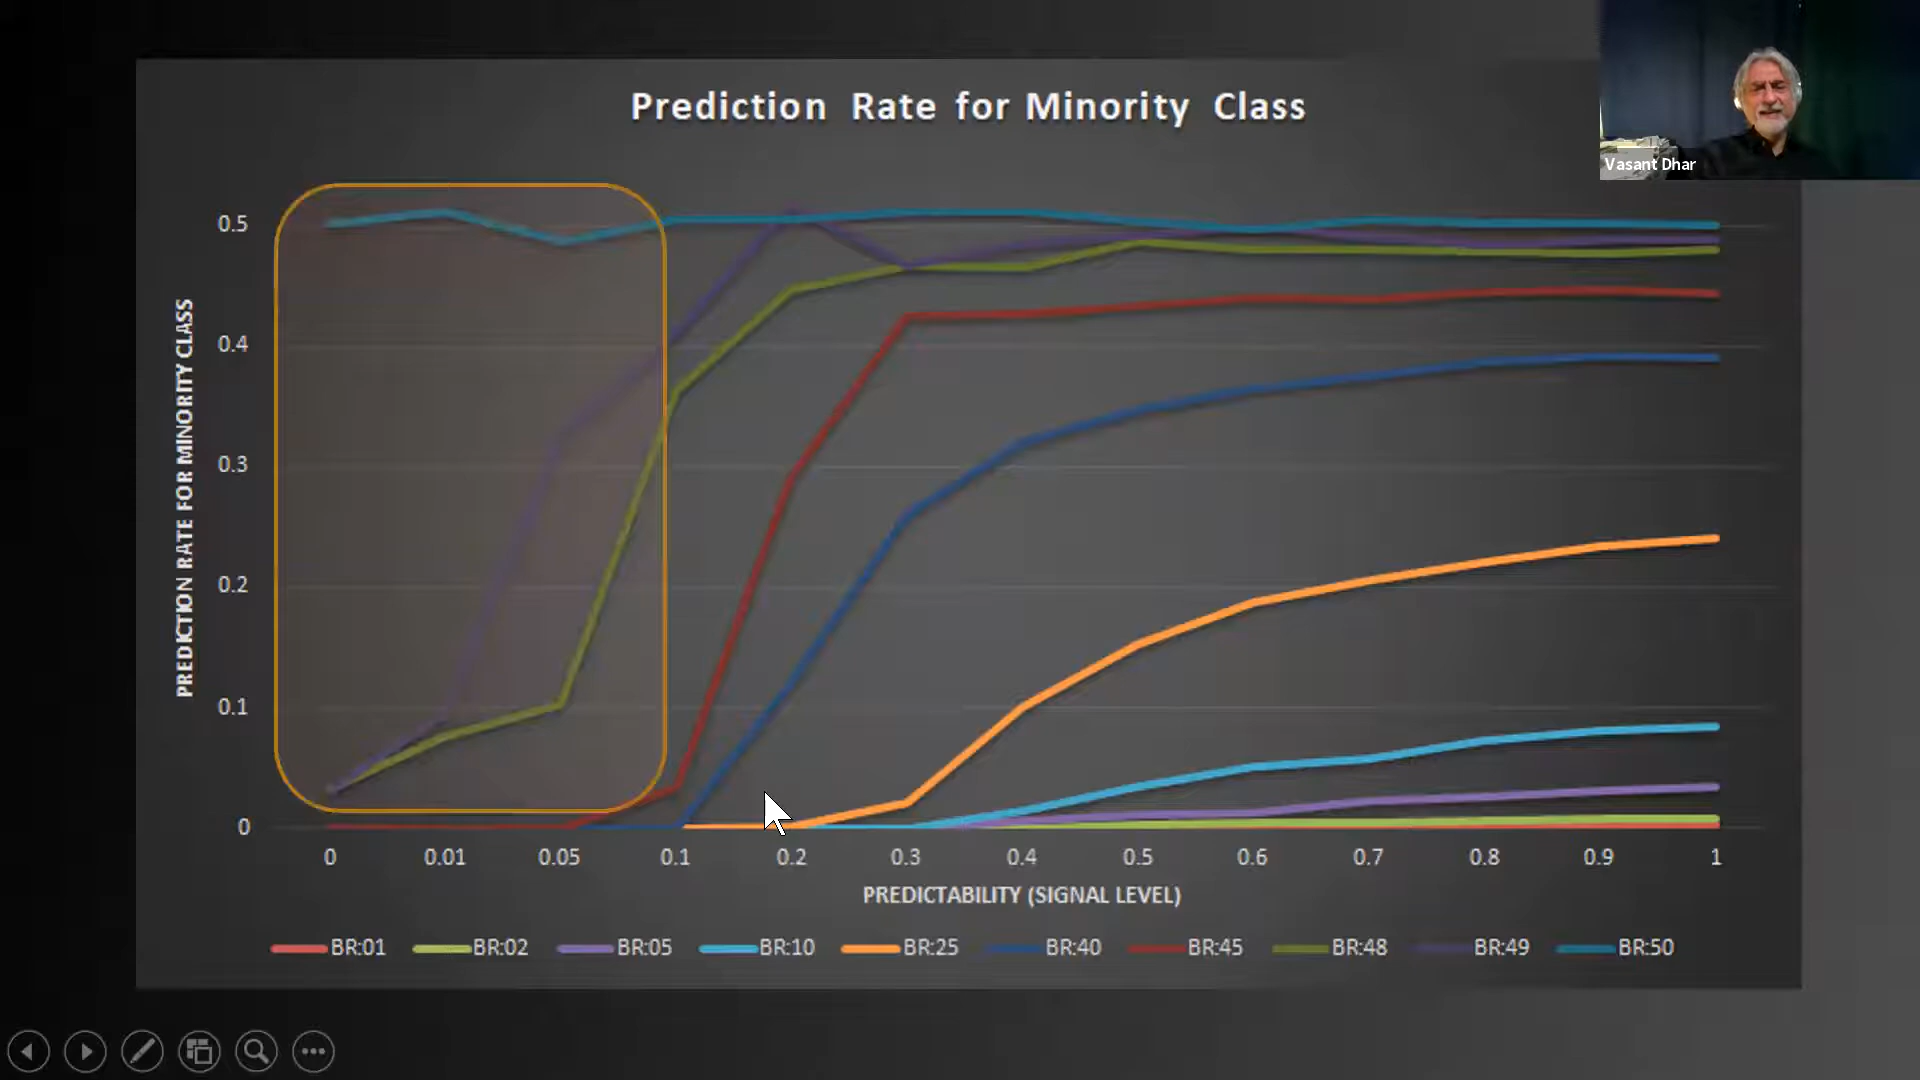 Prediction Rate for Minority Class
Vasant Dhar
PREDICTION RATE FOR MINORITY CLASS
0.5
0.4
0.3
0.2
0.1
0
0 0.01 0.05 0.1 0.2 0.3 0.4 0.5 0.6 0.7 0.8 0.9 1
PREDICTABILITY (SIGNAL LEVEL)
BR:01 BR:02 BR:05 BR:10 BR:25 BR:40 BR:45 BR:48 BR:49 BR:50